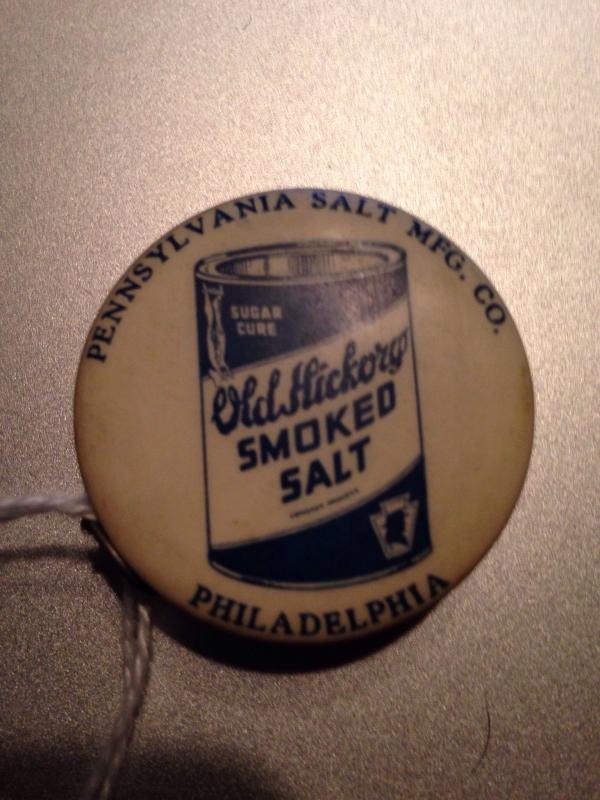 PENNSYLVANIA SALT MFG. CO.
SUGAR
CURE
Old Hickory
SMOKED
SALT
PHILADELPHIA